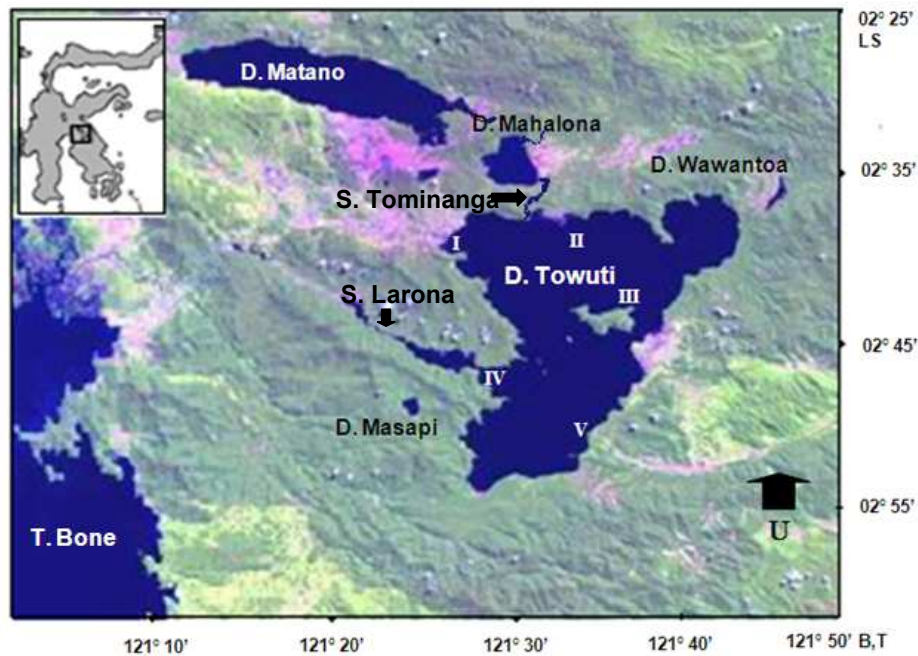 02° 25'
LS
D. Matano
D. Mahalona
D. Wawantoa
02° 35'
S. Tominanga
I
II
D. Towuti
S. Larona
III
02° 45'
IV
D. Masapi
V
02° 55'
U
T. Bone
121° 10'
121° 20'
121° 30'
121° 40'
121° 50' B,T